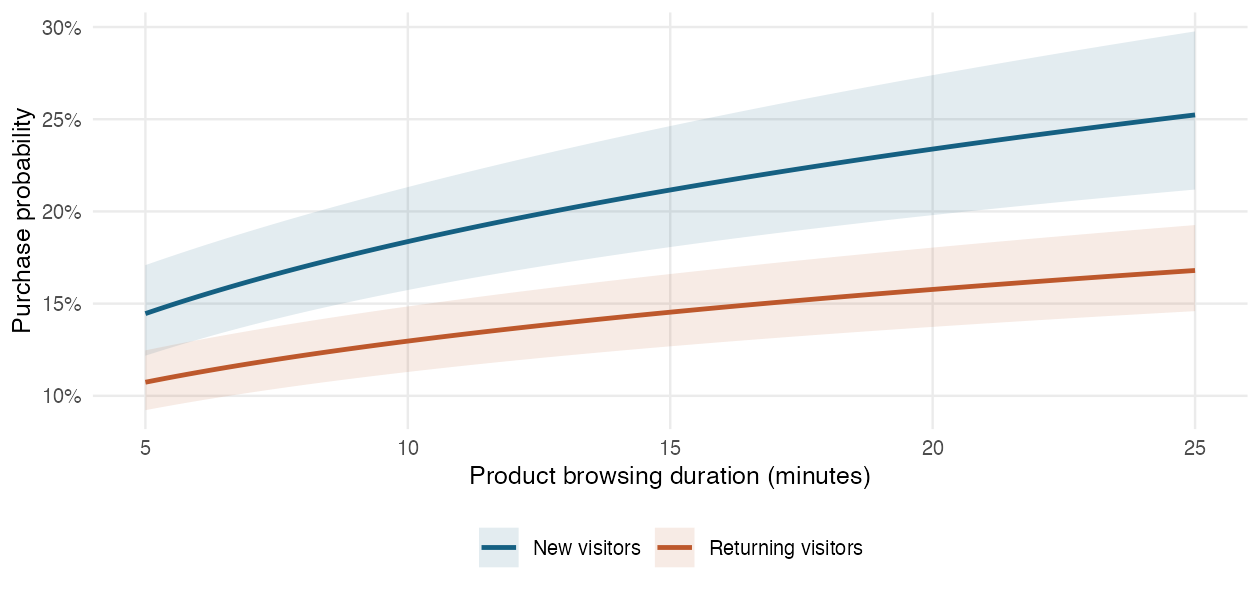 30%
25%
20%
15%
10%
Purchase probability
5 10 15 20 25
Product browsing duration (minutes)
New visitors Returning visitors